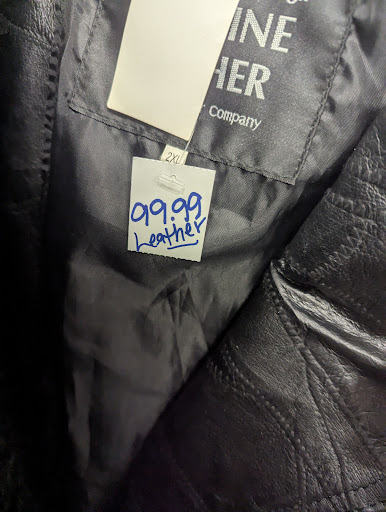 INE
HER
Company
2XL
99.99
Leather